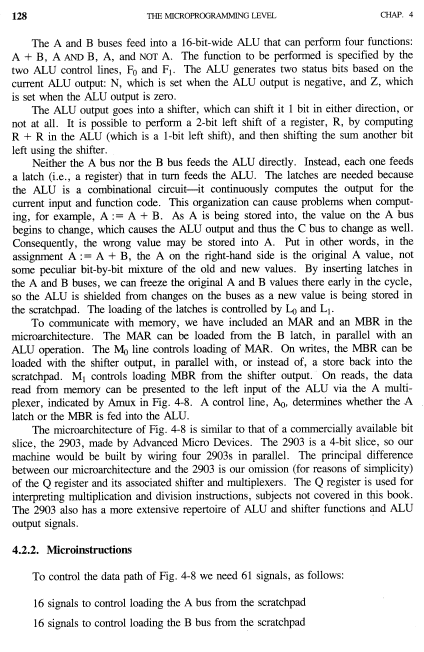 128 THE MICROPROGRAMMING LEVEL CHAP. 4
The A and B buses feed into a 16-bit-wide ALU that can perform four functions:
A + B, A AND B, A, and NOT A. The function to be performed is specified by the
two ALU control lines, F₀ and F₁. The ALU generates two status bits based on the
current ALU output: N, which is set when the ALU output is negative, and Z, which
is set when the ALU output is zero.
The ALU output goes into a shifter, which can shift it 1 bit in either direction, or
not at all. It is possible to perform a 2-bit left shift of a register, R, by computing
R + R in the ALU (which is a 1-bit left shift), and then shifting the sum another bit
left using the shifter.
Neither the A bus nor the B bus feeds the ALU directly. Instead, each one feeds
a latch (i.e., a register) that in turn feeds the ALU. The latches are needed because
the ALU is a combinational circuit—it continuously computes the output for the
current input and function code. This organization can cause problems when comput-
ing, for example, A := A + B. As A is being stored into, the value on the A bus
begins to change, which causes the ALU output and thus the C bus to change as well.
Consequently, the wrong value may be stored into A. Put in other words, in the
assignment A := A + B, the A on the right-hand side is the original A value, not
some peculiar bit-by-bit mixture of the old and new values. By inserting latches in
the A and B buses, we can freeze the original A and B values there early in the cycle,
so the ALU is shielded from changes on the buses as a new value is being stored in
the scratchpad. The loading of the latches is controlled by L₀ and L₁.
To communicate with memory, we have included an MAR and an MBR in the
microarchitecture. The MAR can be loaded from the B latch, in parallel with an
ALU operation. The M₀ line controls loading of MAR. On writes, the MBR can be
loaded with the shifter output, in parallel with, or instead of, a store back into the
scratchpad. M₁ controls loading MBR from the shifter output. On reads, the data
read from memory can be presented to the left input of the ALU via the A multi-
plexer, indicated by Amux in Fig. 4-8. A control line, A₀, determines whether the A
latch or the MBR is fed into the ALU.
The microarchitecture of Fig. 4-8 is similar to that of a commercially available bit
slice, the 2903, made by Advanced Micro Devices. The 2903 is a 4-bit slice, so our
machine would be built by wiring four 2903s in parallel. The principal difference
between our microarchitecture and the 2903 is our omission (for reasons of simplicity)
of the Q register and its associated shifter and multiplexers. The Q register is used for
interpreting multiplication and division instructions, subjects not covered in this book.
The 2903 also has a more extensive repertoire of ALU and shifter functions and ALU
output signals.
4.2.2. Microinstructions
To control the data path of Fig. 4-8 we need 61 signals, as follows:
16 signals to control loading the A bus from the scratchpad
16 signals to control loading the B bus from the scratchpad